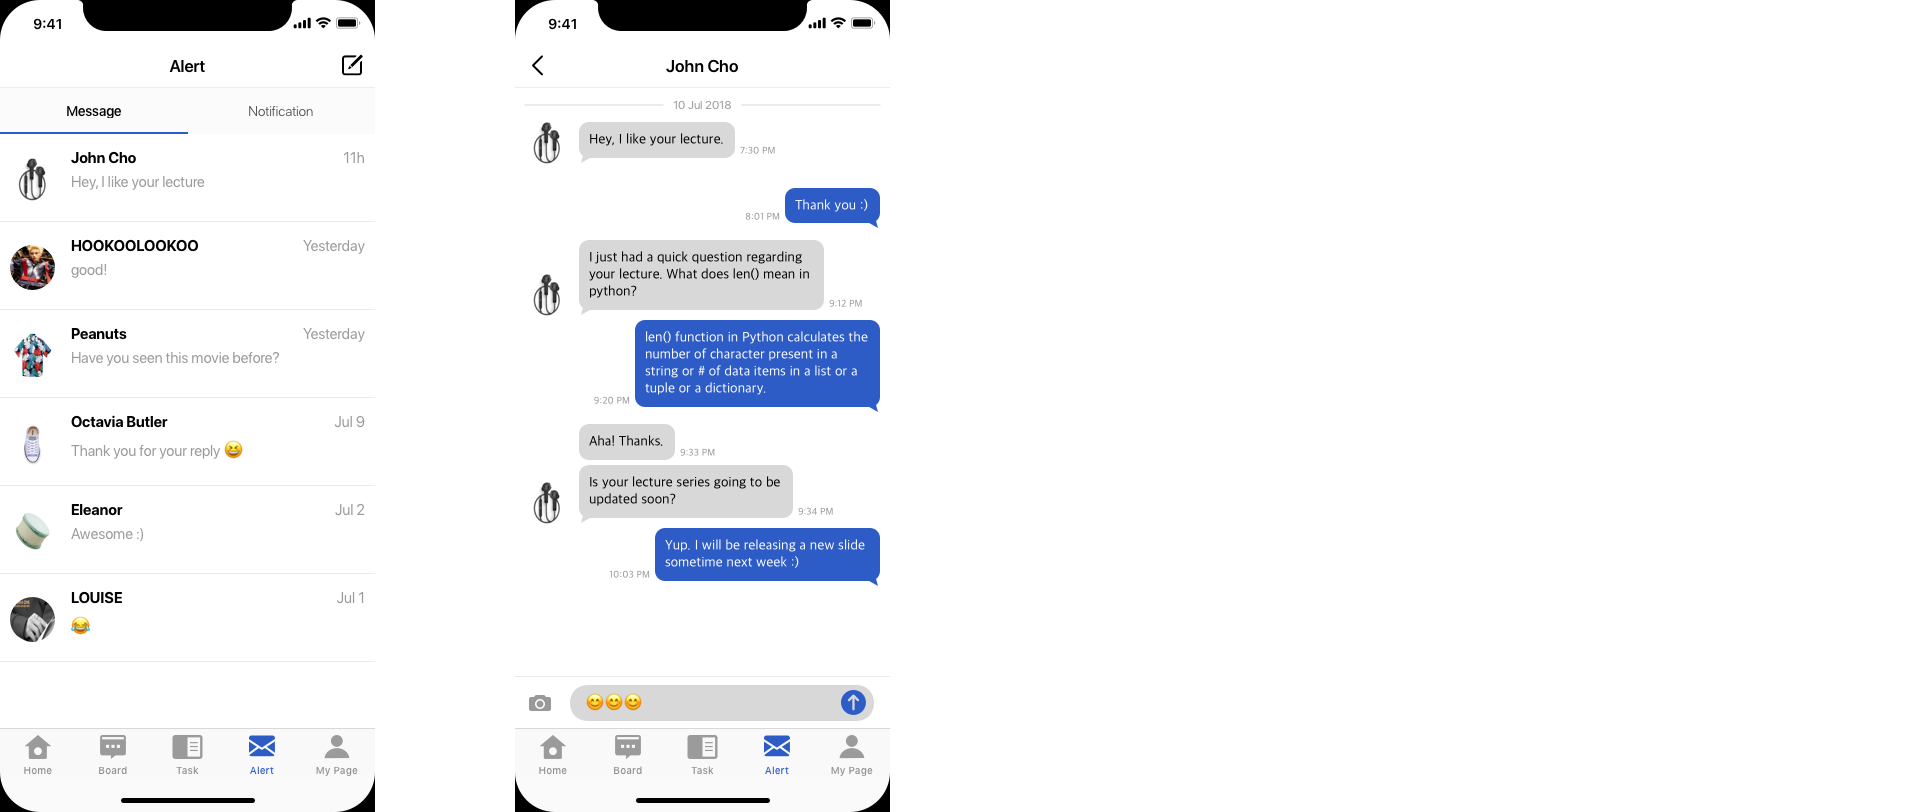 9:41
Alert
Message
Notification
John Cho
11h
Hey, I like your lecture
HOOKOOLOOKOO
Yesterday
good!
Peanuts
Yesterday
Have you seen this movie before?
Octavia Butler
Jul 9
Thank you for your reply 😆
Eleanor
Jul 2
Awesome :)
LOUISE
Jul 1
😂
Home
Board
Task
Alert
My Page
9:41
John Cho
10 Jul 2018
Hey, I like your lecture.
7:30 PM
Thank you :)
8:01 PM
I just had a quick question regarding
your lecture. What does len() mean in
python?
9:12 PM
len() function in Python calculates the
number of character present in a
string or # of data items in a list or a
tuple or a dictionary.
9:20 PM
Aha! Thanks.
9:33 PM
Is your lecture series going to be
updated soon?
9:34 PM
Yup. I will be releasing a new slide
sometime next week :)
10:03 PM
😊😊😊
Home
Board
Task
Alert
My Page